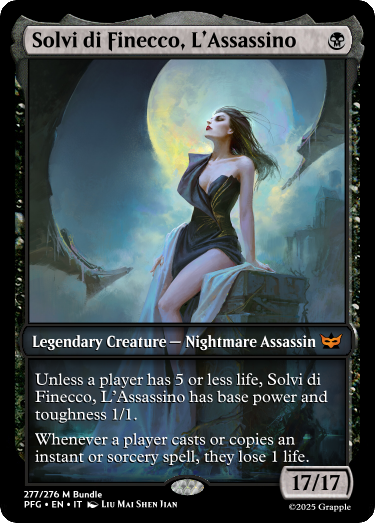 Solvi di Finecco, L'Assassino
Legendary Creature — Nightmare Assassin
Unless a player has 5 or less life, Solvi di
Finecco, L'Assassino has base power and
toughness 1/1.
Whenever a player casts or copies an
instant or sorcery spell, they lose 1 life.
17/17
277/276 M Bundle
PFG • EN • IT Liu Mai Shen Jian
©2025 Grapple